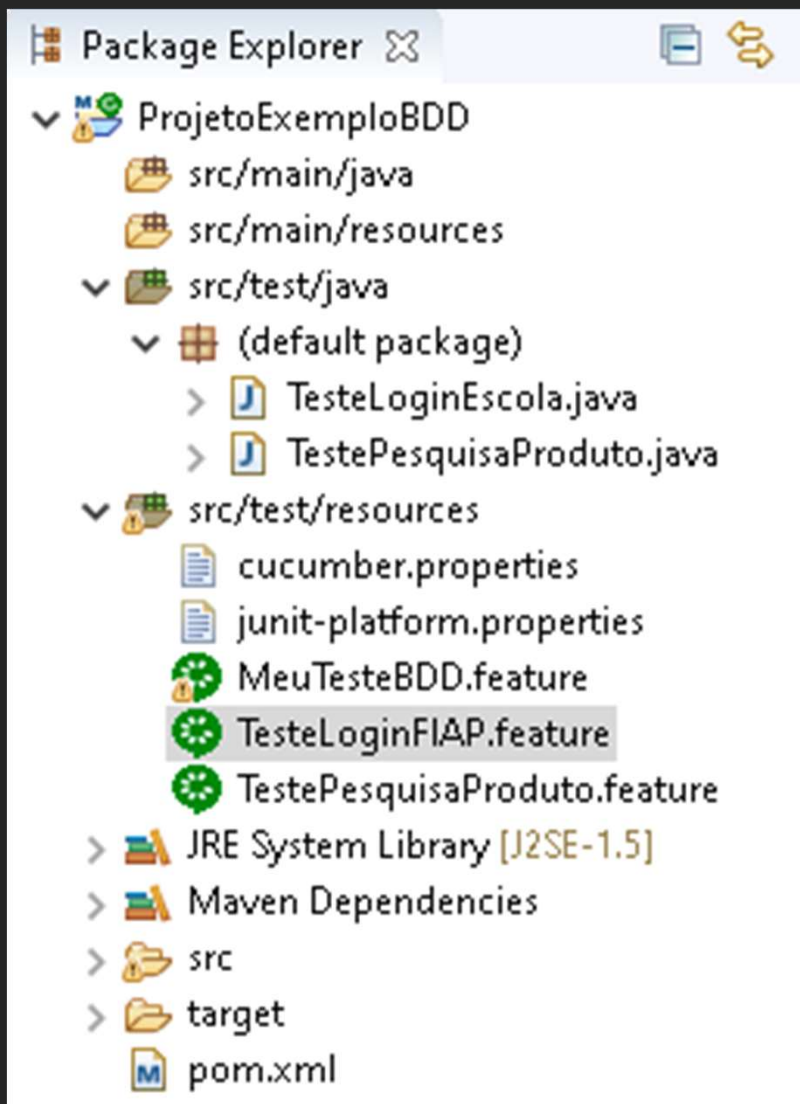 Package Explorer
ProjetoExemploBDD
src/main/java
src/main/resources
src/test/java
(default package)
TesteLoginEscola.java
TestePesquisaProduto.java
src/test/resources
cucumber.properties
junit-platform.properties
MeuTesteBDD.feature
TesteLoginFIAP.feature
TestePesquisaProduto.feature
JRE System Library [J2SE-1.5]
Maven Dependencies
src
target
pom.xml